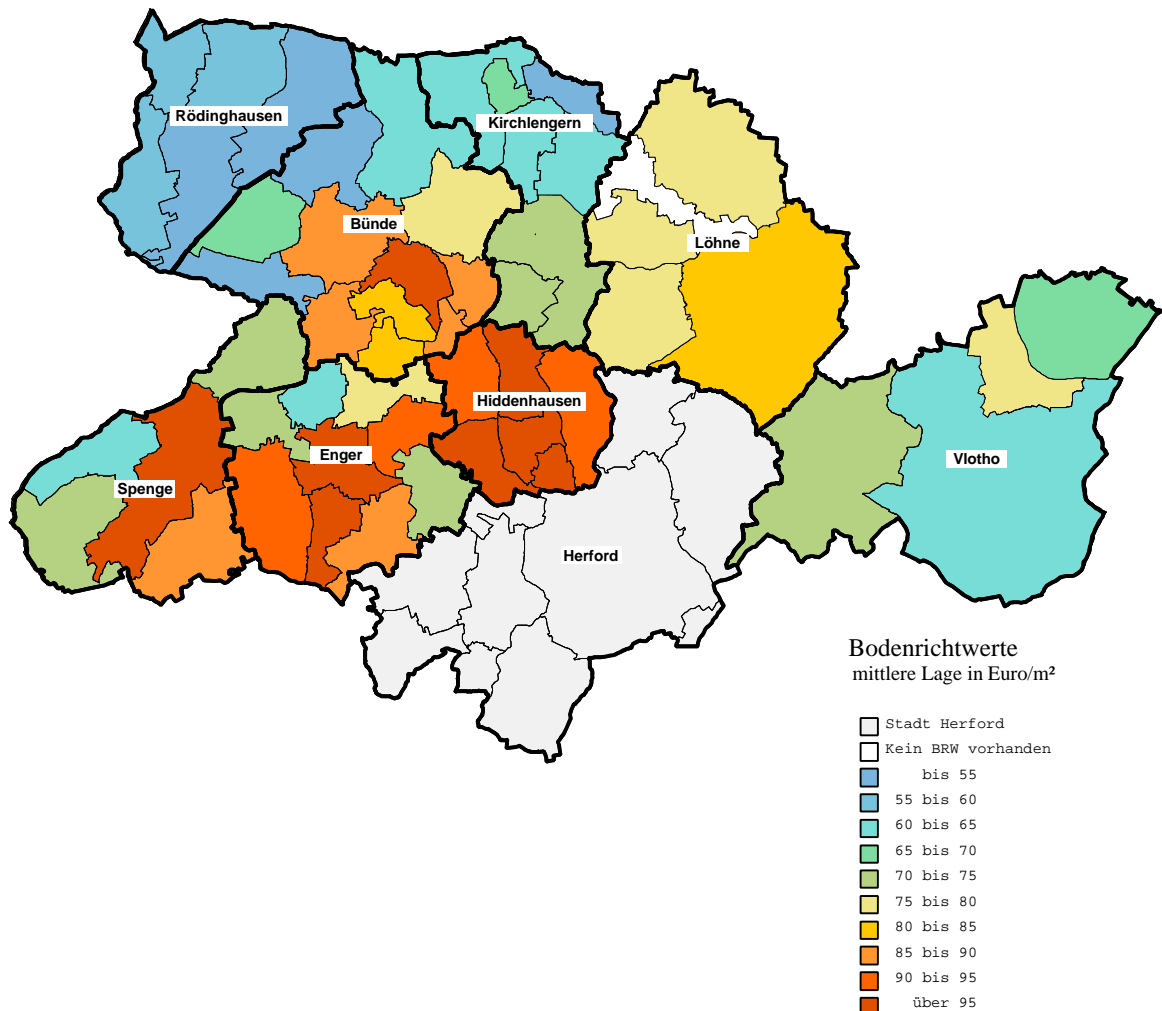 Rödinghausen
Kirchlengern
Bünde
Löhne
Hiddenhausen
Enger
Spenge
Vlotho
Herford
Bodenrichtwerte
mittlere Lage in Euro/m²
Stadt Herford
Kein BRW vorhanden
bis 55
55 bis 60
60 bis 65
65 bis 70
70 bis 75
75 bis 80
80 bis 85
85 bis 90
90 bis 95
über 95